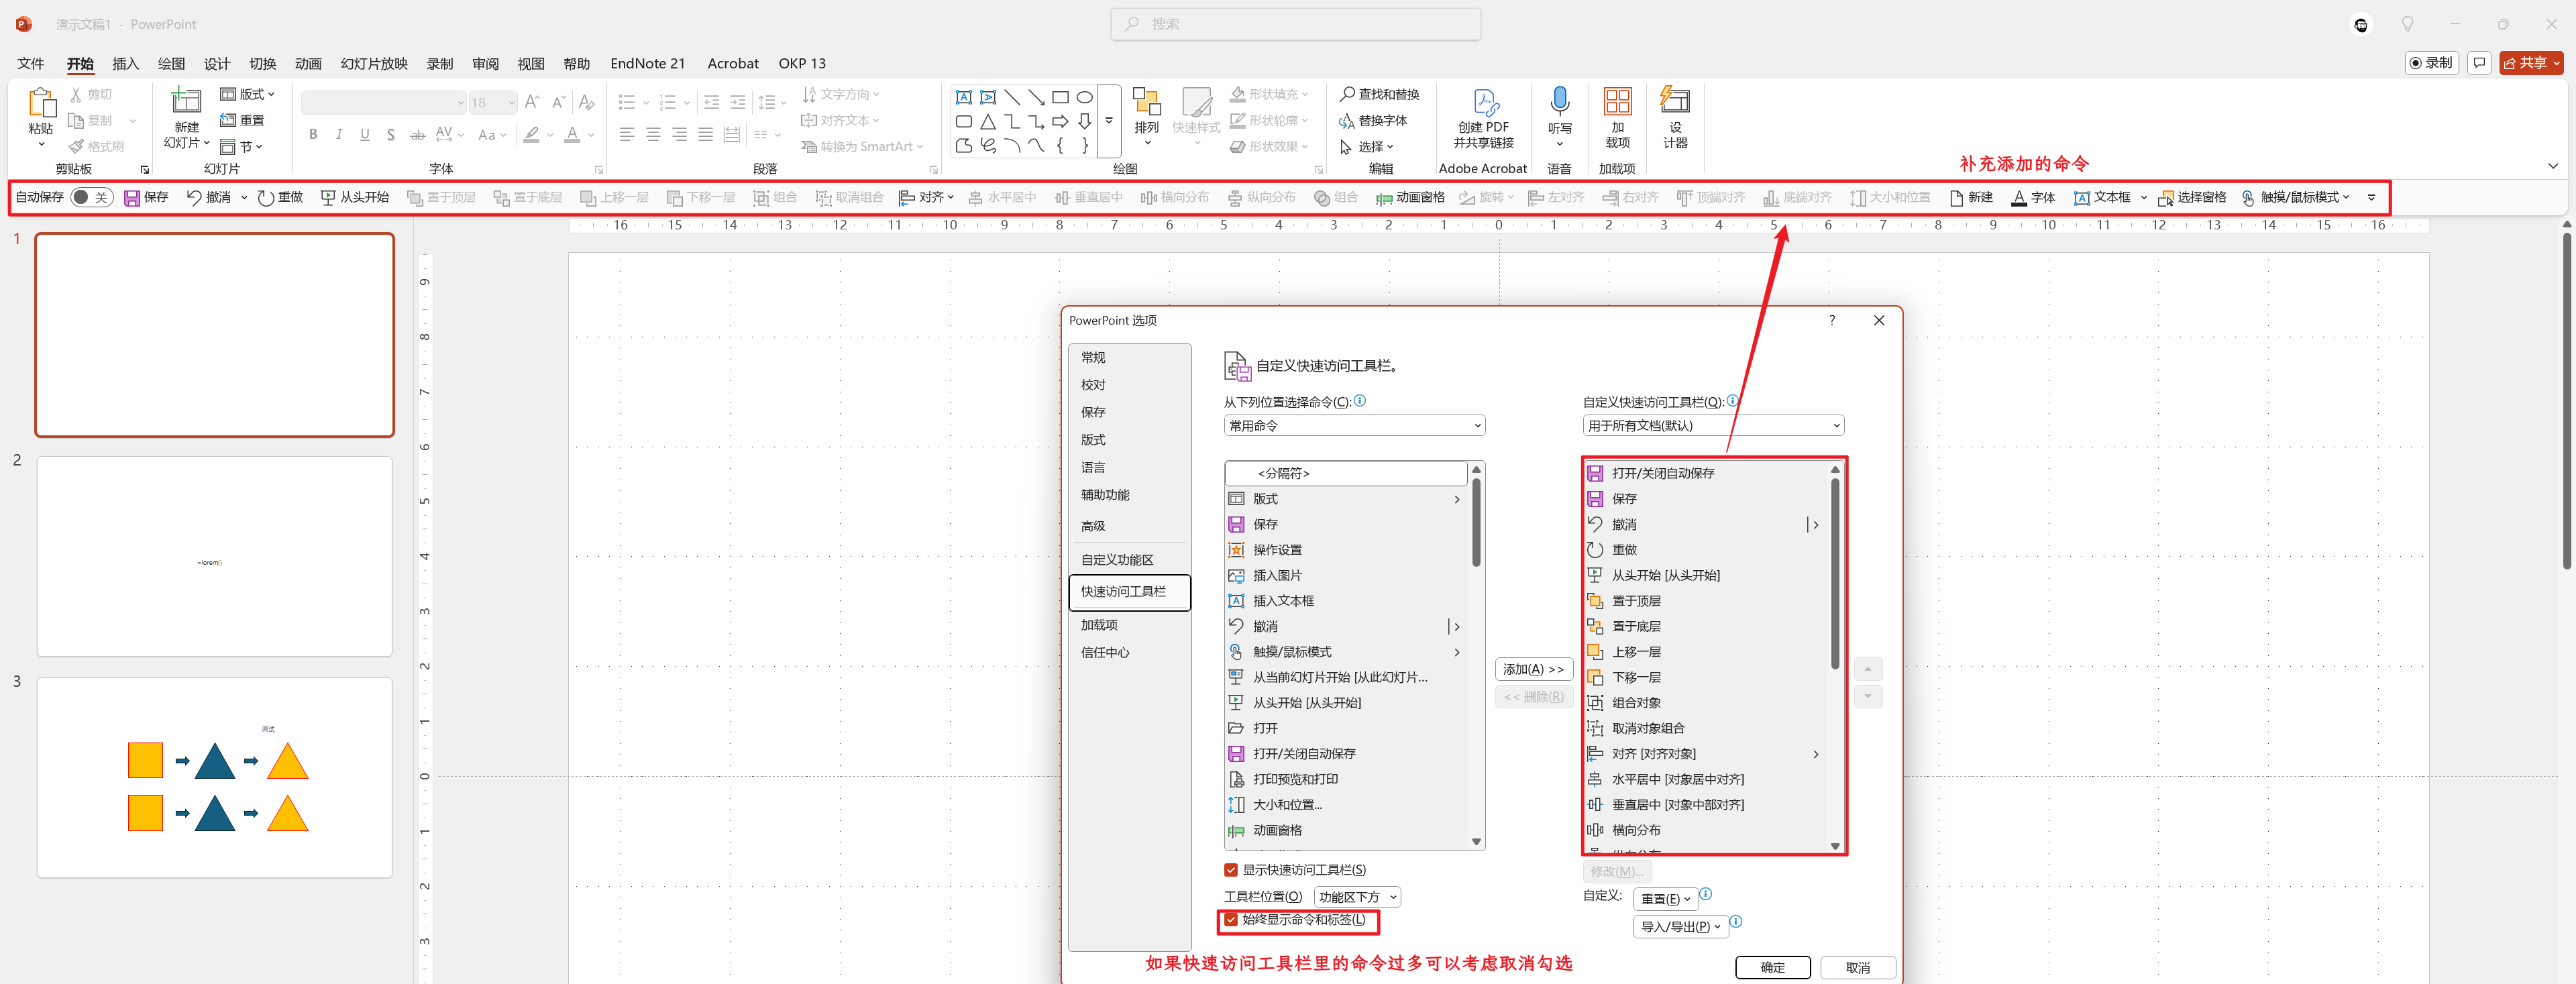 演示文稿1 - PowerPoint
搜索
文件 开始 插入 绘图 设计 切换 动画 幻灯片放映 录制 审阅 视图 帮助 EndNote 21 Acrobat OKP 13
录制 共享
粘贴 剪切 复制 格式刷 剪贴板
新建 幻灯片 版式 重置 节 幻灯片
18
B I U S ab AV Aa A 字体
文字方向 对齐文本 转换为 SmartArt 段落
排列 快速样式 形状填充 形状轮廓 形状效果 绘图
查找和替换 替换字体 选择 编辑
创建 PDF 并共享链接 Adobe Acrobat
听写 语音
加载项 加载项
设计器
补充添加的命令
自动保存 关 保存 撤消 重做 从头开始 置于顶层 置于底层 上移一层 下移一层 组合 取消组合 对齐 水平居中 垂直居中 横向分布 纵向分布 组合 动画窗格 旋转 左对齐 右对齐 顶端对齐 底端对齐 大小和位置 新建 字体 文本框 选择窗格 触摸/鼠标模式
16 15 14 13 12 11 10 9 8 7 6 5 4 3 2 1 0 1 2 3 4 5 6 7 8 9 10 11 12 13 14 15 16
9 8 7 6 5 4 3 2 1 0 1 2 3
1
2
=lorem()
3
测试
PowerPoint 选项
常规
校对
保存
版式
语言
辅助功能
高级
自定义功能区
快速访问工具栏
加载项
信任中心
自定义快速访问工具栏。
从下列位置选择命令(C):
常用命令
<分隔符>
版式
保存
操作设置
插入图片
插入文本框
撤消
触摸/鼠标模式
从当前幻灯片开始 [从此幻灯片...
从头开始 [从头开始]
打开
打开/关闭自动保存
打印预览和打印
大小和位置...
动画窗格
显示快速访问工具栏(S)
工具栏位置(O) 功能区下方
始终显示命令和标签(L)
添加(A) >>
<< 删除(R)
自定义快速访问工具栏(Q):
用于所有文档(默认)
打开/关闭自动保存
保存
撤消
重做
从头开始 [从头开始]
置于顶层
置于底层
上移一层
下移一层
组合对象
取消对象组合
对齐 [对齐对象]
水平居中 [对象居中对齐]
垂直居中 [对象中部对齐]
横向分布
修改(M)...
自定义: 重置(E)
导入/导出(P)
如果快速访问工具栏里的命令过多可以考虑取消勾选
确定 取消